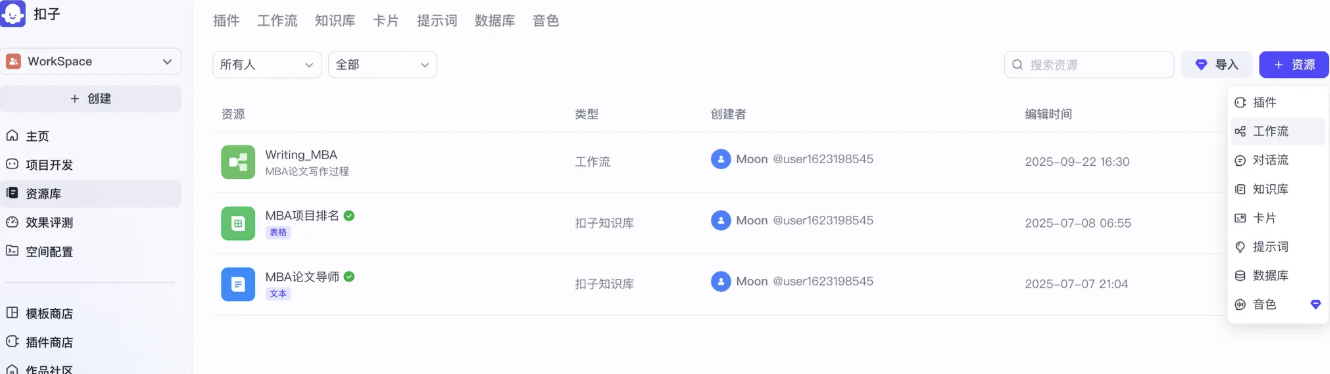 扣子
插件 工作流 知识库 卡片 提示词 数据库 音色
WorkSpace
所有人 全部 搜索资源 导入 + 资源
+ 创建
资源 类型 创建者 编辑时间
主页
项目开发
资源库
效果评测
空间配置
模板商店
插件商店
作品社区
Writing_MBA
MBA论文写作过程
工作流 Moon @user1623198545 2025-09-22 16:30
MBA项目排名
表格
扣子知识库 Moon @user1623198545 2025-07-08 06:55
MBA论文导师
文本
扣子知识库 Moon @user1623198545 2025-07-07 21:04
插件
工作流
对话流
知识库
卡片
提示词
数据库
音色